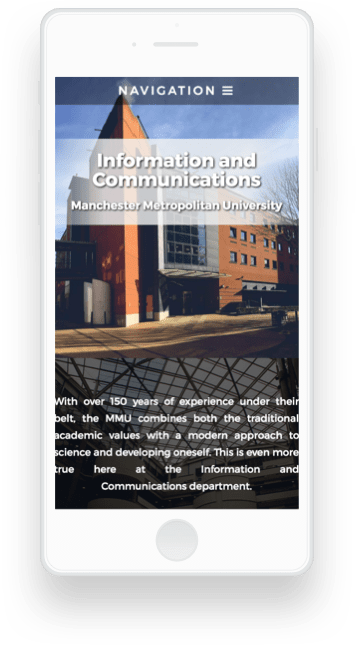 NAVIGATION ☰
Information and
Communications
Manchester Metropolitan University
With over 150 years of experience under their
belt, the MMU combines both the traditional
academic values with a modern approach to
science and developing oneself. This is even more
true here at the Information and
Communications department.